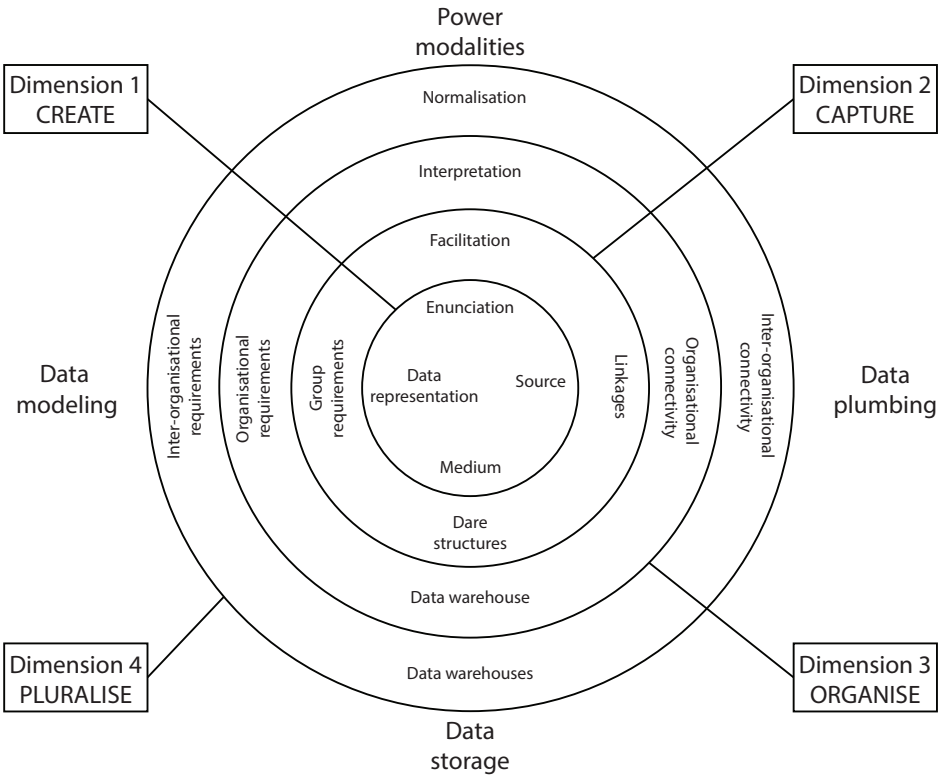 Power
modalities
Dimension 1
CREATE
Dimension 2
CAPTURE
Normalisation
Interpretation
Facilitation
Enunciation
Data
modeling
Inter-organisational
requirements
Organisational
requirements
Group
requirements
Data
representation
Source
Linkages
Organisational
connectivity
Inter-organisational
connectivity
Data
plumbing
Medium
Dare
structures
Data warehouse
Data warehouses
Dimension 4
PLURALISE
Dimension 3
ORGANISE
Data
storage